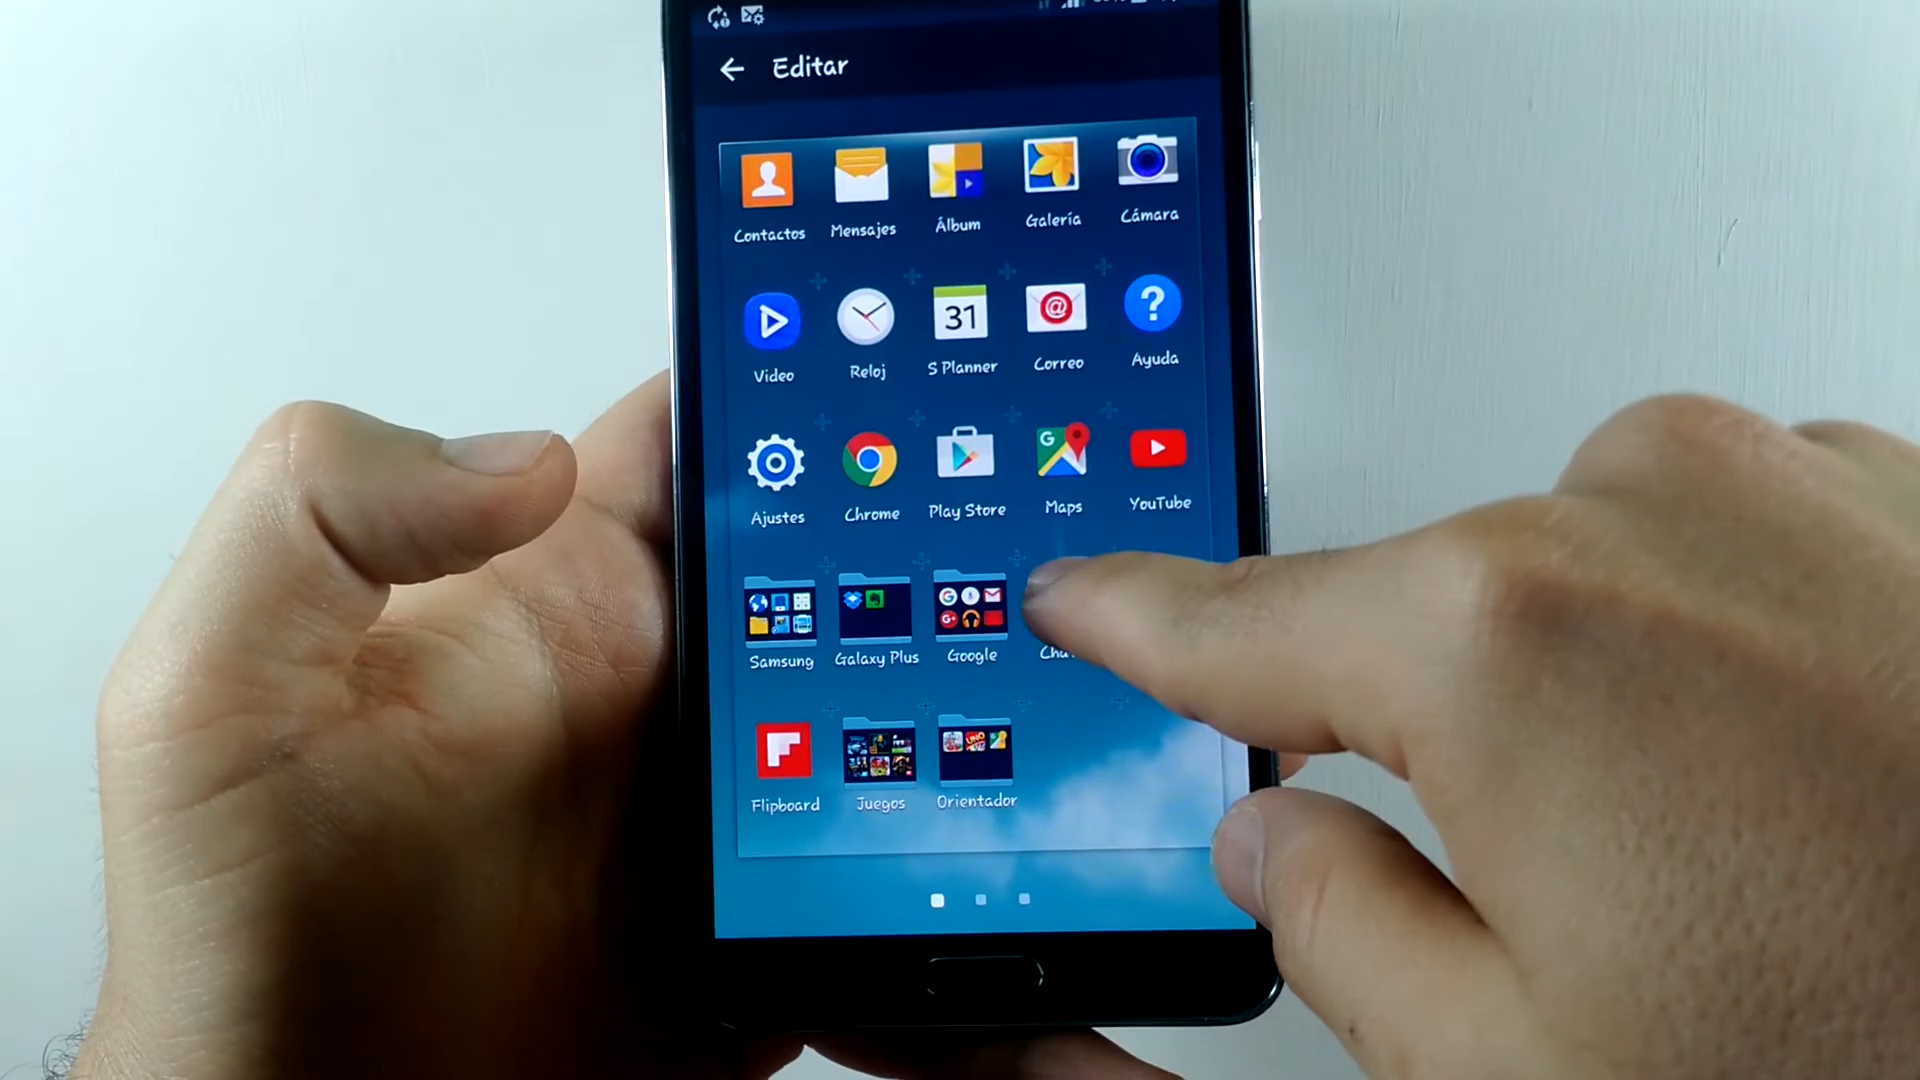 Editar
Contactos Mensajes Álbum Galería Cámara
31
Video Reloj S Planner Correo Ayuda
Ajustes Chrome Play Store Maps YouTube
Samsung Galaxy Plus Google
Flipboard Juegos Orientador